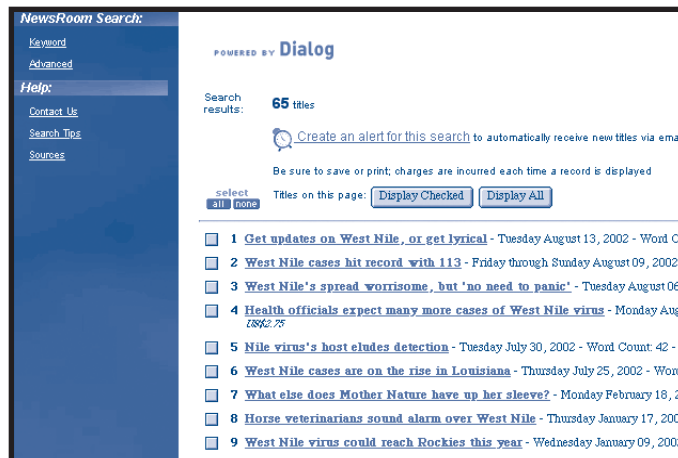 NewsRoom Search:
Keyword
Advanced
Help:
Contact Us
Search Tips
Sources
POWERED BY Dialog
Search results:
65 titles
Create an alert for this search to automatically receive new titles via ema
Be sure to save or print; charges are incurred each time a record is displayed
select
all none
Titles on this page: Display Checked Display All
1 Get updates on West Nile, or get lyrical - Tuesday August 13, 2002 - Word C
2 West Nile cases hit record with 113 - Friday through Sunday August 09, 2002
3 West Nile's spread worrisome, but 'no need to panic' - Tuesday August 06
4 Health officials expect many more cases of West Nile virus - Monday Aug
US$2.75
5 Nile virus's host eludes detection - Tuesday July 30, 2002 - Word Count: 42 -
6 West Nile cases are on the rise in Louisiana - Thursday July 25, 2002 - Wor
7 What else does Mother Nature have up her sleeve? - Monday February 18, 2
8 Horse veterinarians sound alarm over West Nile - Thursday January 17, 200
9 West Nile virus could reach Rockies this year - Wednesday January 09, 200